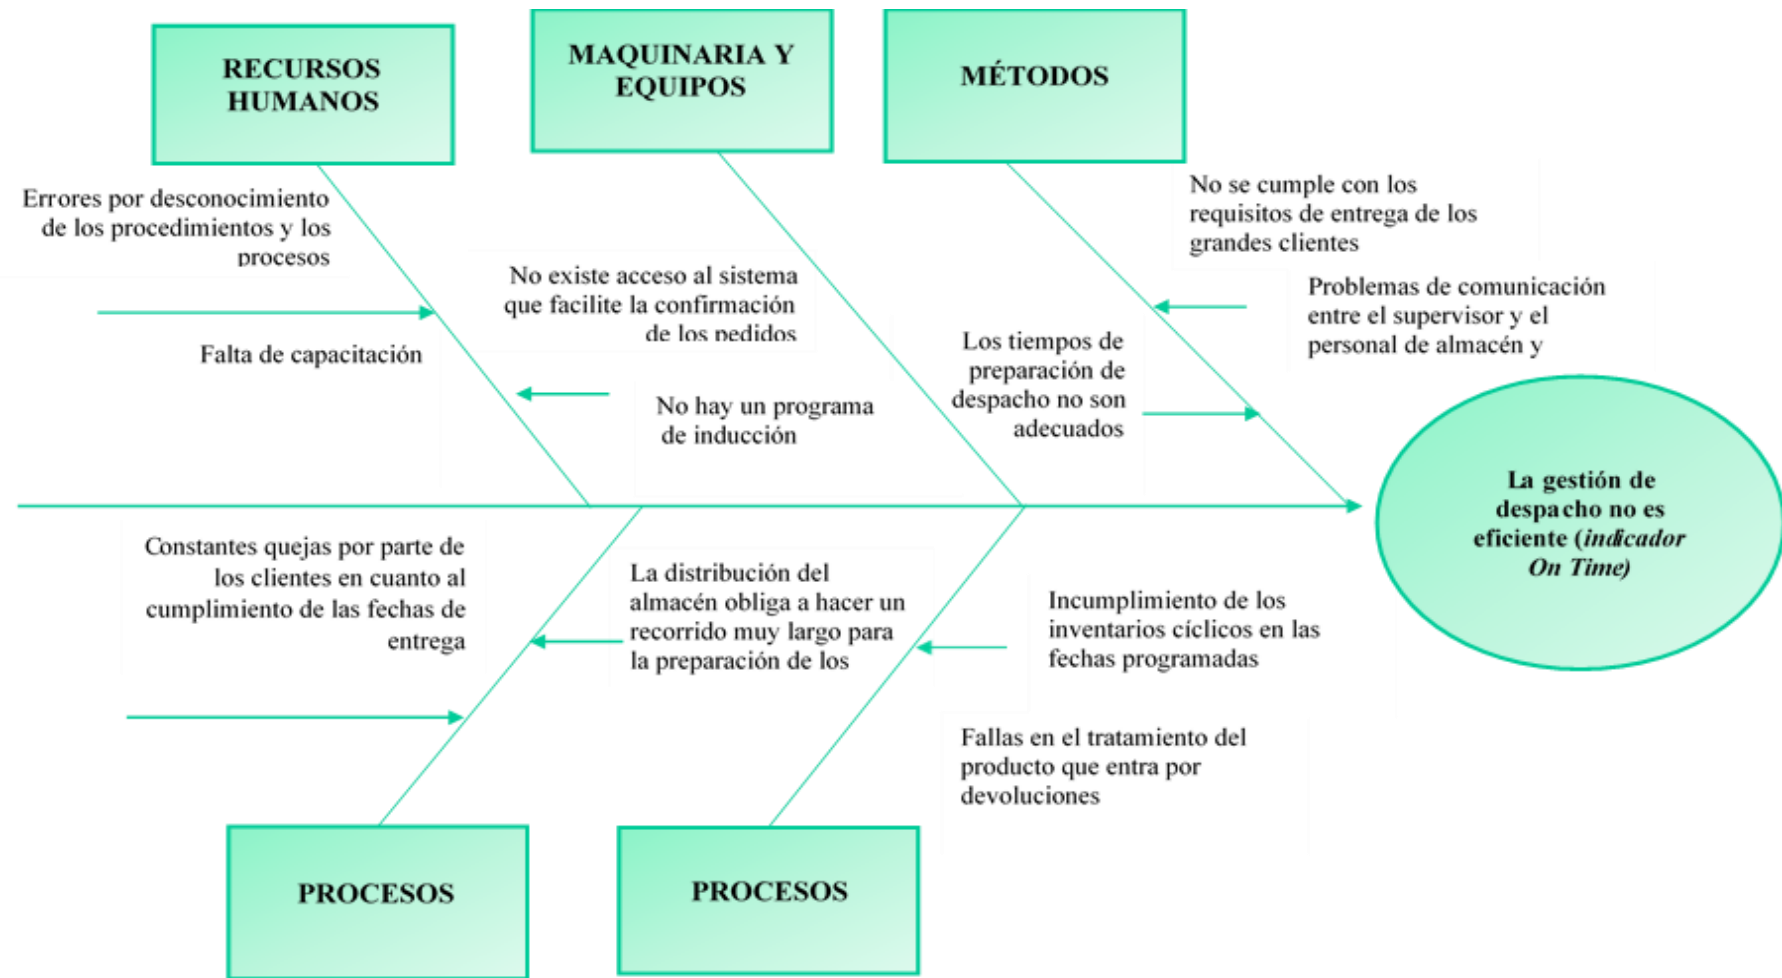 RECURSOS
HUMANOS
MAQUINARIA Y
EQUIPOS
MÉTODOS
Errores por desconocimiento
de los procedimientos y los
procesos
Falta de capacitación
No existe acceso al sistema
que facilite la confirmación
de los pedidos
No hay un programa
de inducción
No se cumple con los
requisitos de entrega de los
grandes clientes
Problemas de comunicación
entre el supervisor y el
personal de almacén y
Los tiempos de
preparación de
despacho no son
adecuados
La gestión de
despacho no es
eficiente (indicador
On Time)
Constantes quejas por parte de
los clientes en cuanto al
cumplimiento de las fechas de
entrega
La distribución del
almacén obliga a hacer un
recorrido muy largo para
la preparación de los
Incumplimiento de los
inventarios cíclicos en las
fechas programadas
Fallas en el tratamiento del
producto que entra por
devoluciones
PROCESOS
PROCESOS